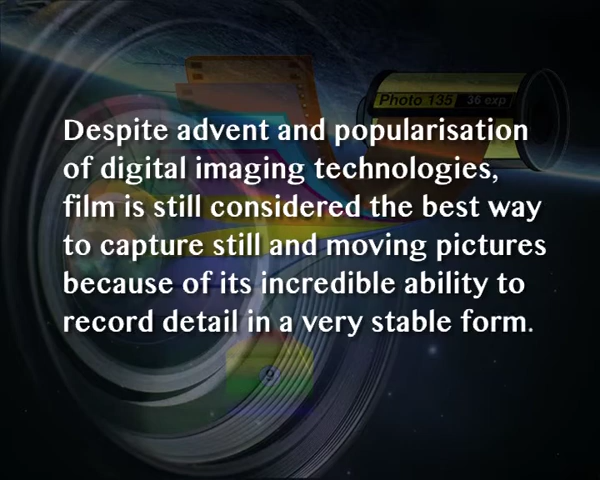 Photo 135 36 exp
Despite advent and popularisation
of digital imaging technologies,
film is still considered the best way
to capture still and moving pictures
because of its incredible ability to
record detail in a very stable form.
9